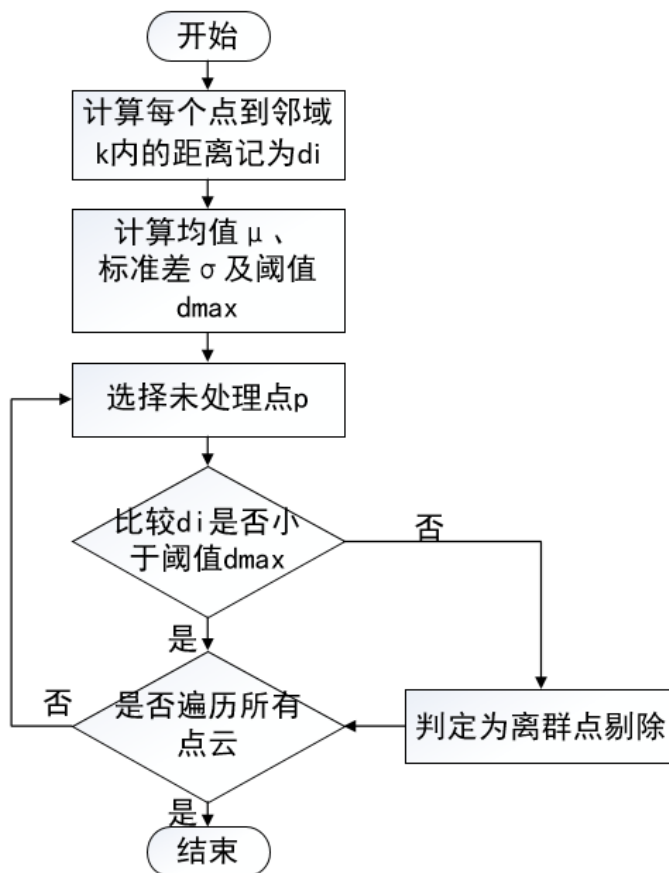 开始
计算每个点到邻域
k内的距离记为di
计算均值μ、
标准差σ及阈值
dmax
选择未处理点p
比较di是否小
于阈值dmax
否
是
否
是否遍历所有
点云
判定为离群点剔除
是
结束